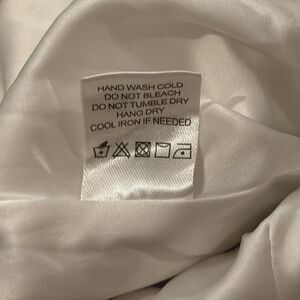 HAND WASH COLD
DO NOT BLEACH
DO NOT TUMBLE DRY
HANG DRY
COOL IRON IF NEEDED